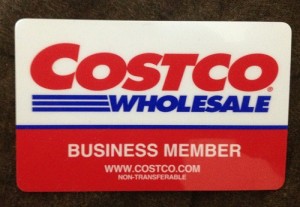 COSTCO®
WHOLESALE
BUSINESS MEMBER
WWW.COSTCO.COM
NON-TRANSFERABLE